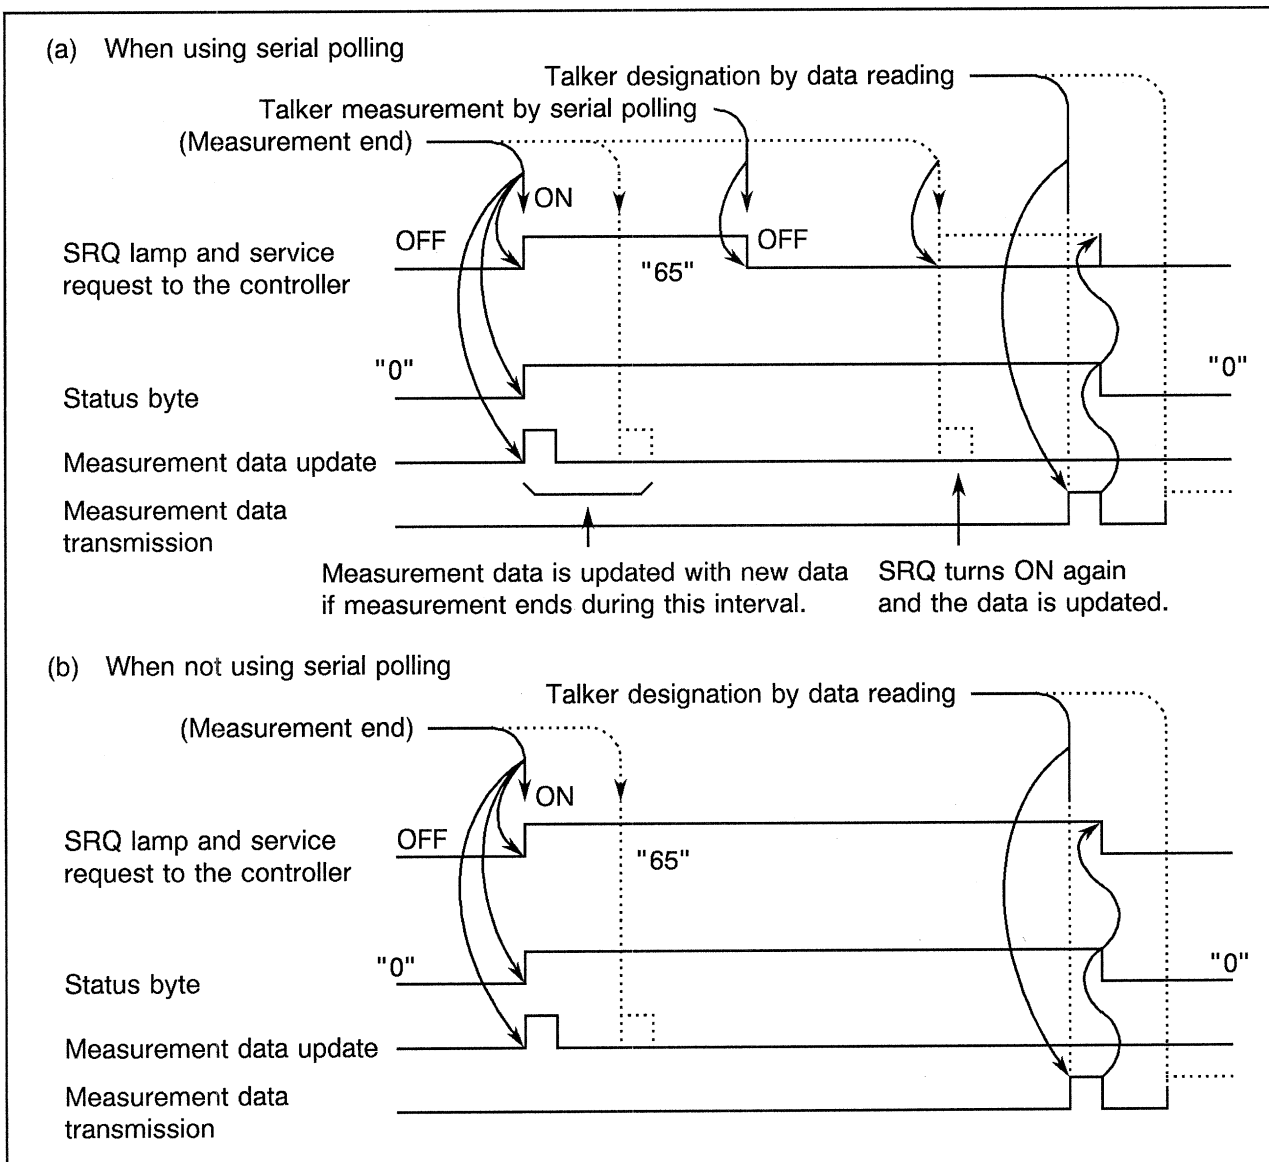 (a) When using serial polling
Talker designation by data reading
Talker measurement by serial polling
(Measurement end)
ON
OFF
OFF
SRQ lamp and service
request to the controller
"65"
"0"
"0"
Status byte
Measurement data update
Measurement data
transmission
Measurement data is updated with new data
if measurement ends during this interval.
SRQ turns ON again
and the data is updated.
(b) When not using serial polling
Talker designation by data reading
(Measurement end)
ON
OFF
SRQ lamp and service
request to the controller
"65"
"0"
"0"
Status byte
Measurement data update
Measurement data
transmission